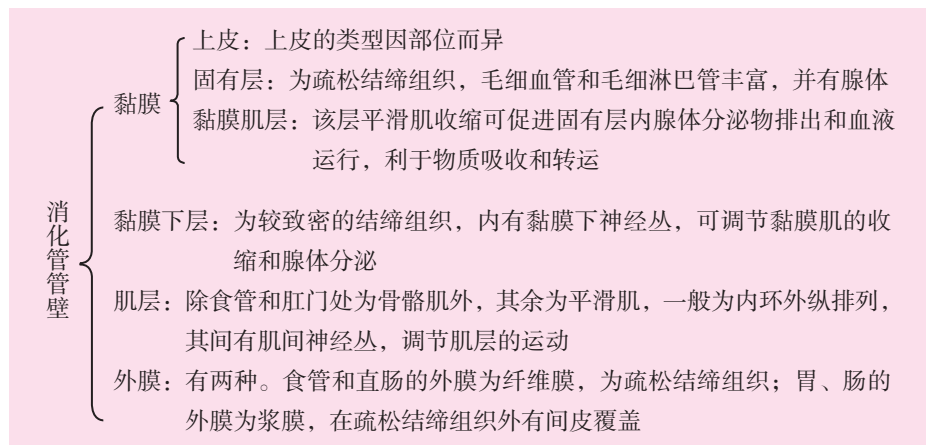 消化管管壁
黏膜
上皮：上皮的类型因部位而异
固有层：为疏松结缔组织，毛细血管和毛细淋巴管丰富，并有腺体
黏膜肌层：该层平滑肌收缩可促进固有层内腺体分泌物排出和血液
运行，利于物质吸收和转运
黏膜下层：为较致密的结缔组织，内有黏膜下神经丛，可调节黏膜肌的收
缩和腺体分泌
肌层：除食管和肛门处为骨骼肌外，其余为平滑肌，一般为内环外纵排列，
其间有肌间神经丛，调节肌层的运动
外膜：有两种。食管和直肠的外膜为纤维膜，为疏松结缔组织；胃、肠的
外膜为浆膜，在疏松结缔组织外有间皮覆盖